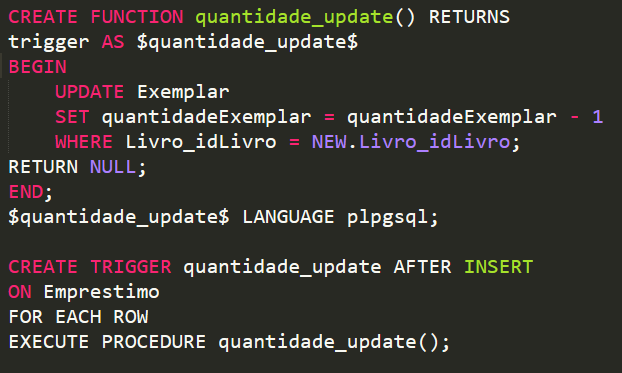 CREATE FUNCTION quantidade_update() RETURNS
trigger AS $quantidade_update$
BEGIN
    UPDATE Exemplar
    SET quantidadeExemplar = quantidadeExemplar - 1
    WHERE Livro_idLivro = NEW.Livro_idLivro;
RETURN NULL;
END;
$quantidade_update$ LANGUAGE plpgsql;

CREATE TRIGGER quantidade_update AFTER INSERT
ON Emprestimo
FOR EACH ROW
EXECUTE PROCEDURE quantidade_update();